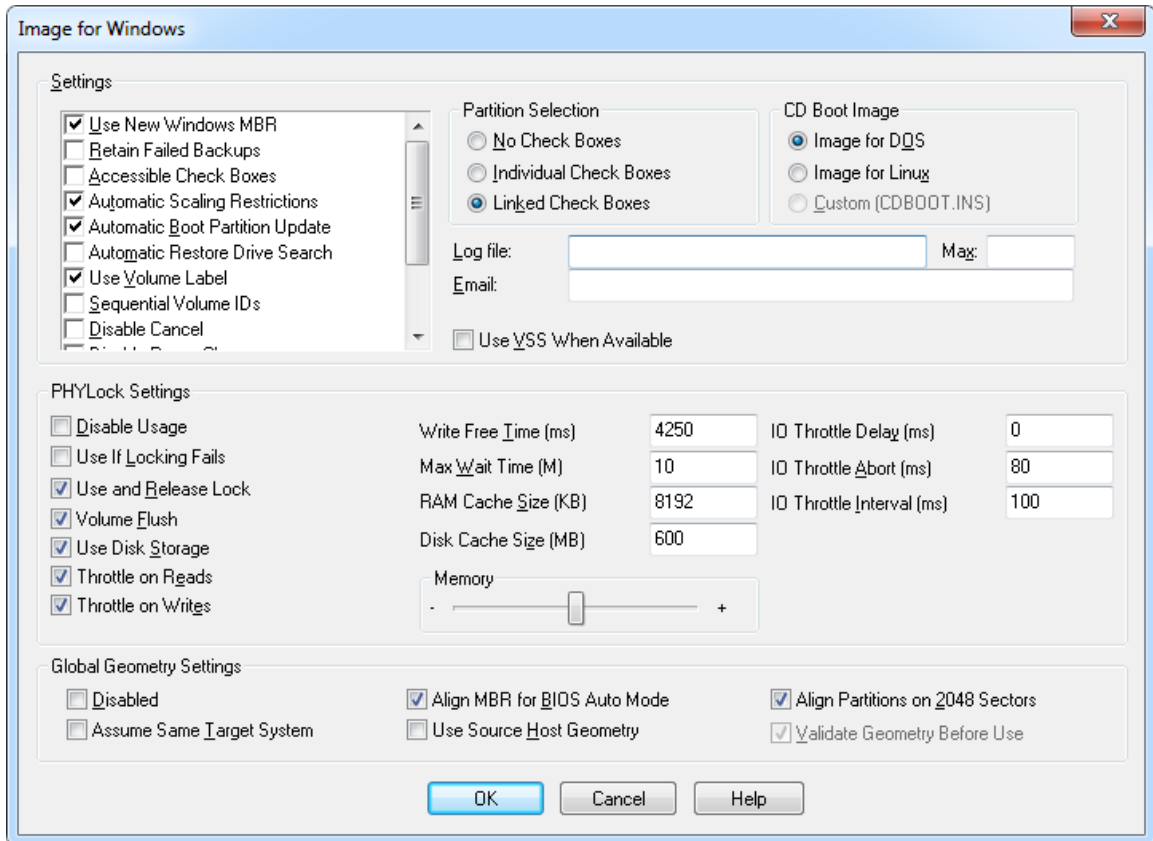 Image for Windows
Settings
Use New Windows MBR
Retain Failed Backups
Accessible Check Boxes
Automatic Scaling Restrictions
Automatic Boot Partition Update
Automatic Restore Drive Search
Use Volume Label
Sequential Volume IDs
Disable Cancel
Partition Selection
No Check Boxes
Individual Check Boxes
Linked Check Boxes
CD Boot Image
Image for DOS
Image for Linux
Custom (CDBOOT.INS)
Log file:
Max:
Email:
Use VSS When Available
PHYLock Settings
Disable Usage
Use If Locking Fails
Use and Release Lock
Volume Flush
Use Disk Storage
Throttle on Reads
Throttle on Writes
Write Free Time (ms) 4250
Max Wait Time (M) 10
RAM Cache Size (KB) 8192
Disk Cache Size (MB) 600
Memory
- +
IO Throttle Delay (ms) 0
IO Throttle Abort (ms) 80
IO Throttle Interval (ms) 100
Global Geometry Settings
Disabled
Assume Same Target System
Align MBR for BIOS Auto Mode
Use Source Host Geometry
Align Partitions on 2048 Sectors
Validate Geometry Before Use
OK Cancel Help